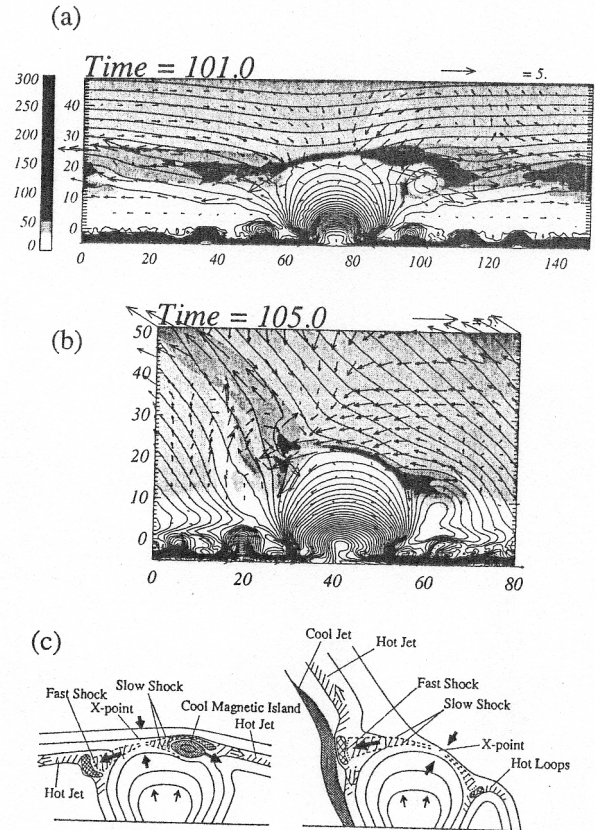 (a)
Time = 101.0
= 5.
300
250
200
150
100
50
0
40
30
20
10
0
0 20 40 60 80 100 120 140
(b)
Time = 105.0
= 5.
50
40
30
20
10
0
0 20 40 60 80
(c)
Slow Shock
Fast Shock
X-point
Cool Magnetic Island
Hot Jet
Hot Jet
Cool Jet
Hot Jet
Fast Shock
Slow Shock
X-point
Hot Loops